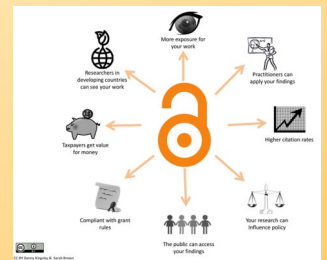 More exposure for
your work
Practitioners can
apply your findings
Higher citation rates
Your research can
influence policy
The public can access
your findings
Compliant with grant
rules
Taxpayers get value
for money
Researchers in
developing countries
can see your work
CC-BY Danny Kingsley & Sarah Brown